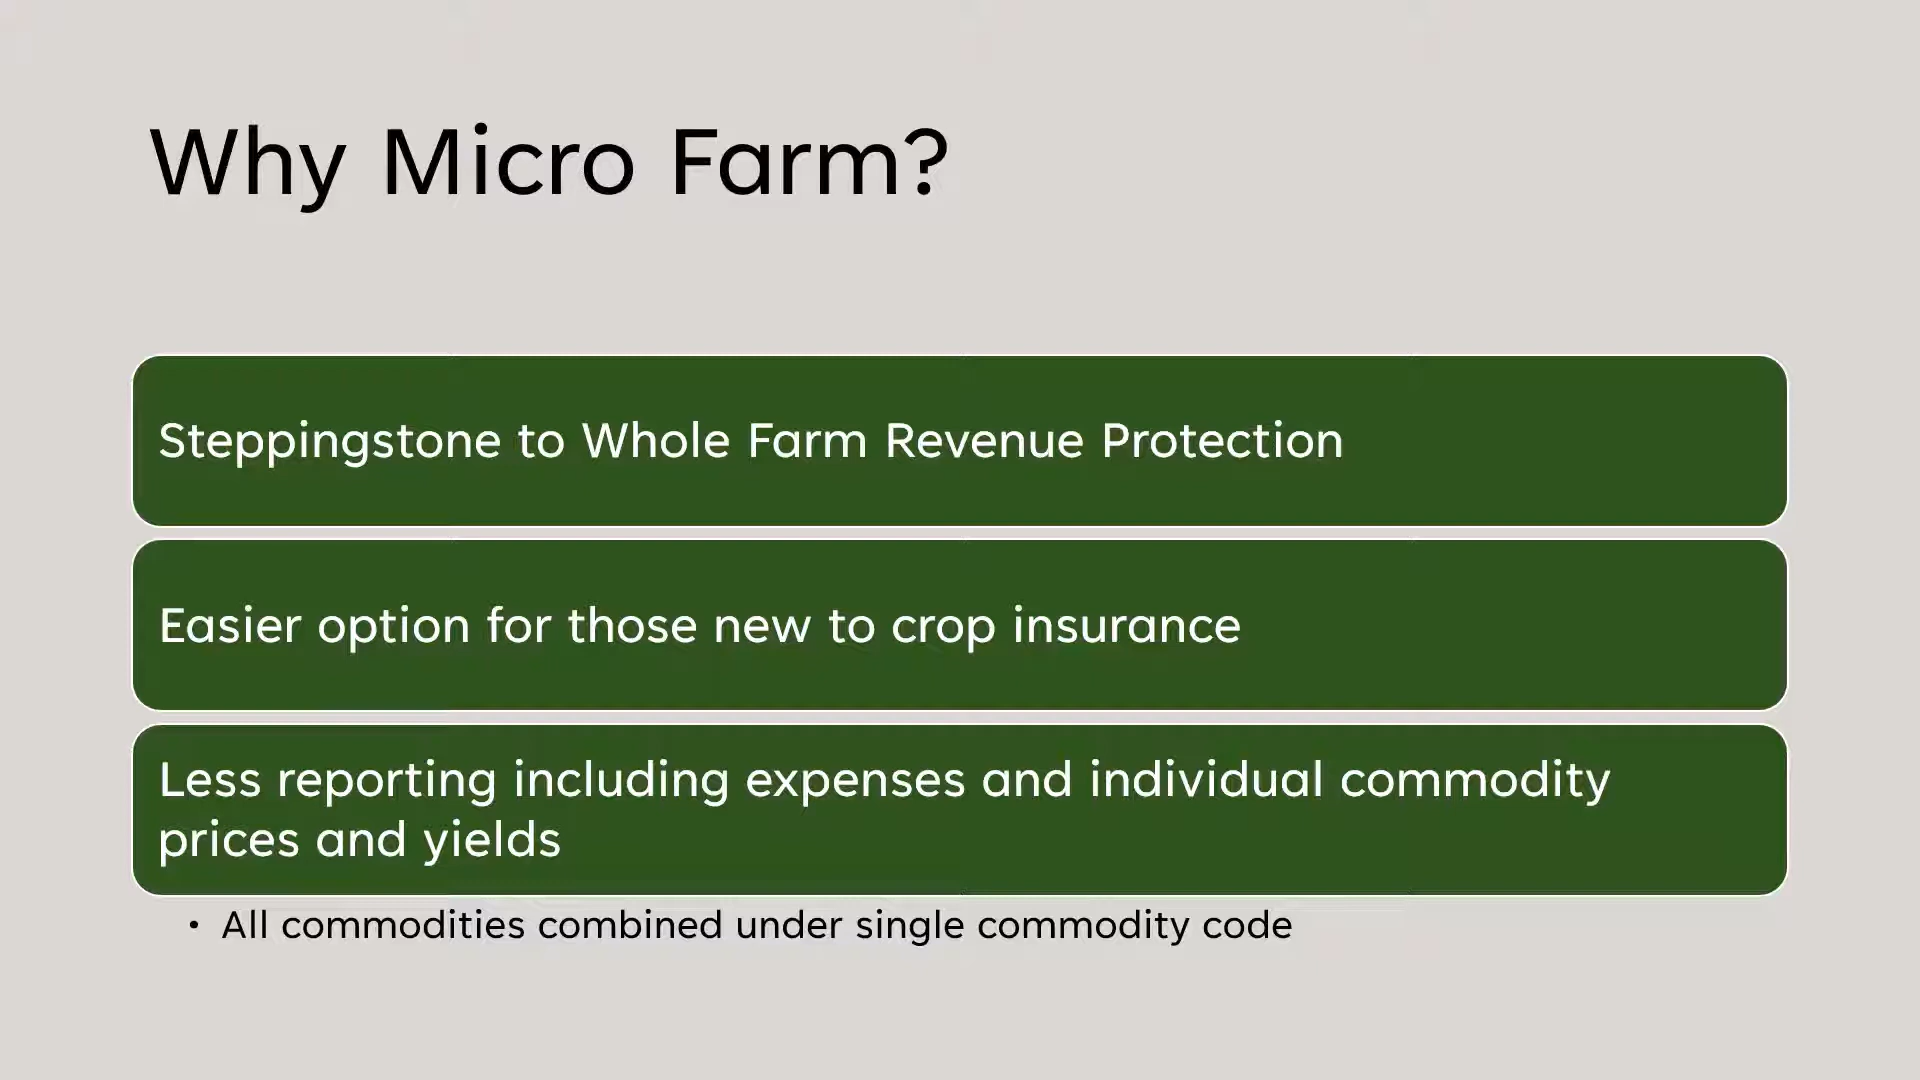 Why Micro Farm?
Steppingstone to Whole Farm Revenue Protection
Easier option for those new to crop insurance
Less reporting including expenses and individual commodity
prices and yields
• All commodities combined under single commodity code